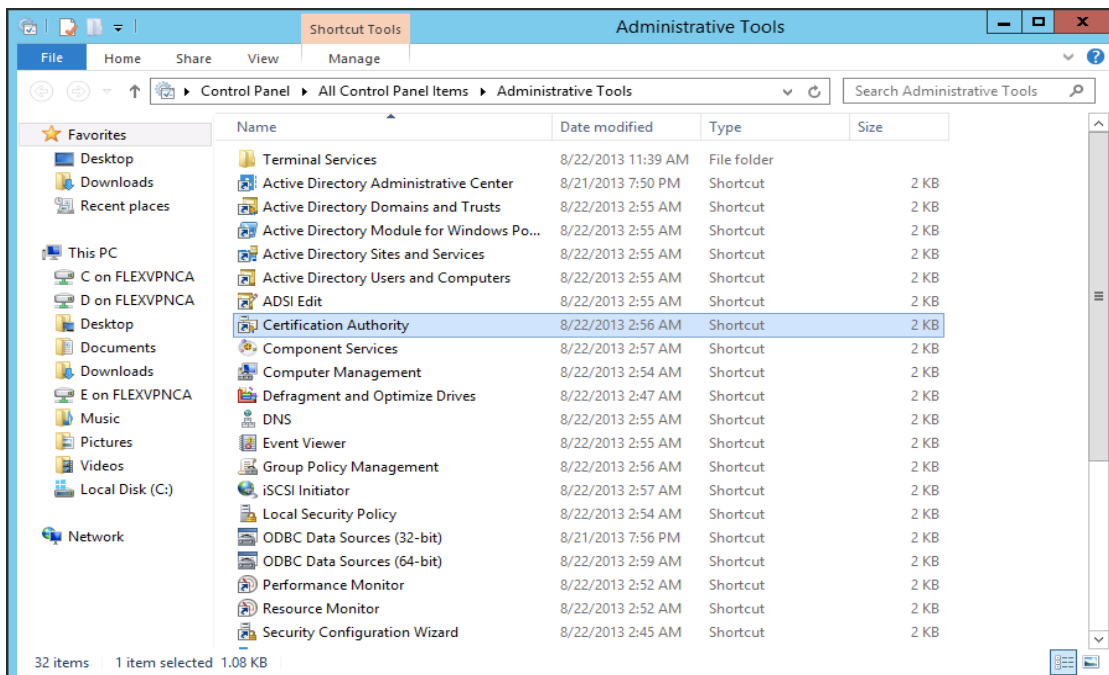 Shortcut Tools
Administrative Tools
File Home Share View Manage
Control Panel All Control Panel Items Administrative Tools
Search Administrative Tools
Name Date modified Type Size
Favorites
Desktop
Downloads
Recent places
This PC
C on FLEXVPNCA
D on FLEXVPNCA
Desktop
Documents
Downloads
E on FLEXVPNCA
Music
Pictures
Videos
Local Disk (C:)
Network
Terminal Services 8/22/2013 11:39 AM File folder
Active Directory Administrative Center 8/21/2013 7:50 PM Shortcut 2 KB
Active Directory Domains and Trusts 8/22/2013 2:55 AM Shortcut 2 KB
Active Directory Module for Windows Po... 8/22/2013 2:55 AM Shortcut 2 KB
Active Directory Sites and Services 8/22/2013 2:55 AM Shortcut 2 KB
Active Directory Users and Computers 8/22/2013 2:55 AM Shortcut 2 KB
ADSI Edit 8/22/2013 2:55 AM Shortcut 2 KB
Certification Authority 8/22/2013 2:56 AM Shortcut 2 KB
Component Services 8/22/2013 2:57 AM Shortcut 2 KB
Computer Management 8/22/2013 2:54 AM Shortcut 2 KB
Defragment and Optimize Drives 8/22/2013 2:47 AM Shortcut 2 KB
DNS 8/22/2013 2:55 AM Shortcut 2 KB
Event Viewer 8/22/2013 2:55 AM Shortcut 2 KB
Group Policy Management 8/22/2013 2:56 AM Shortcut 2 KB
iSCSI Initiator 8/22/2013 2:57 AM Shortcut 2 KB
Local Security Policy 8/22/2013 2:54 AM Shortcut 2 KB
ODBC Data Sources (32-bit) 8/21/2013 7:56 PM Shortcut 2 KB
ODBC Data Sources (64-bit) 8/22/2013 2:59 AM Shortcut 2 KB
Performance Monitor 8/22/2013 2:52 AM Shortcut 2 KB
Resource Monitor 8/22/2013 2:52 AM Shortcut 2 KB
Security Configuration Wizard 8/22/2013 2:45 AM Shortcut 2 KB
32 items 1 item selected 1.08 KB